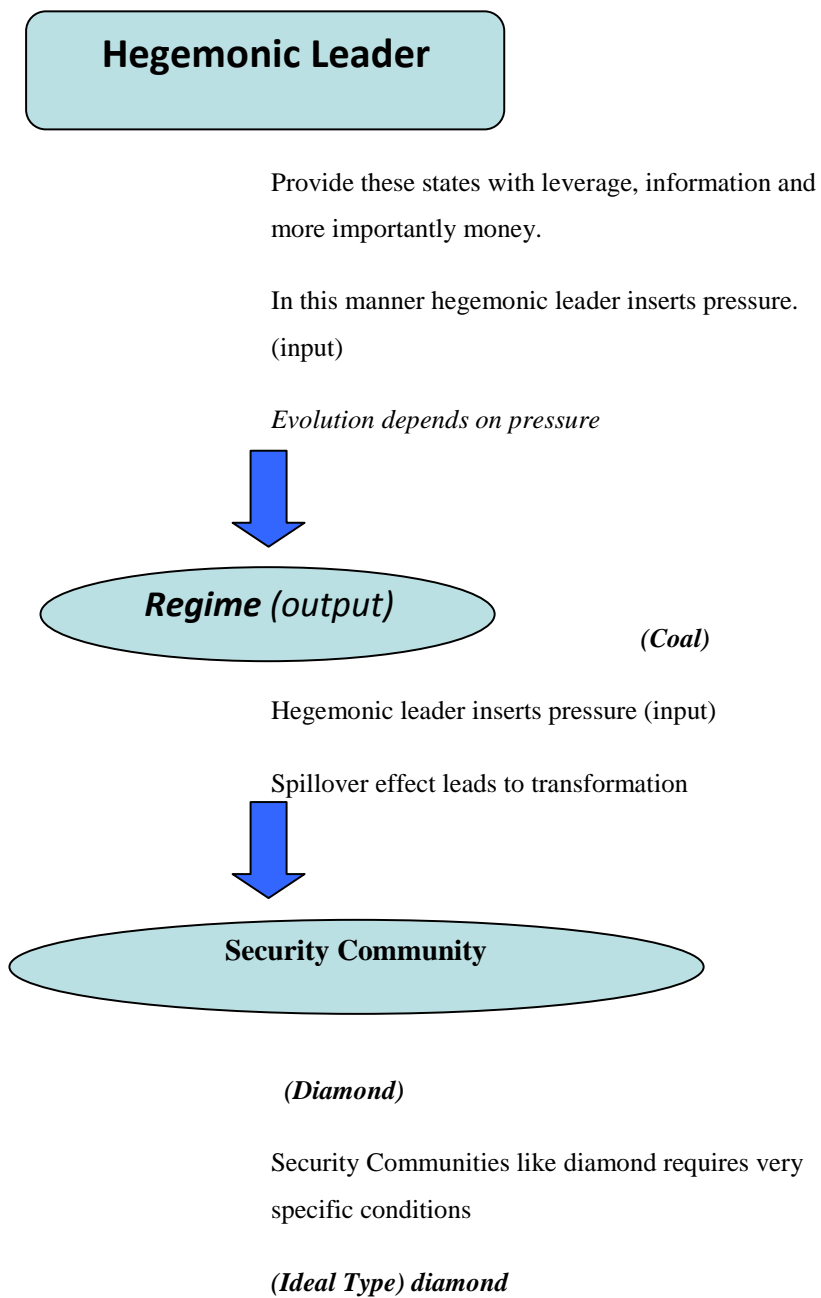 Hegemonic Leader
Provide these states with leverage, information and
more importantly money.
In this manner hegemonic leader inserts pressure.
(input)
Evolution depends on pressure
Regime (output)
(Coal)
Hegemonic leader inserts pressure (input)
Spillover effect leads to transformation
Security Community
(Diamond)
Security Communities like diamond requires very
specific conditions
(Ideal Type) diamond